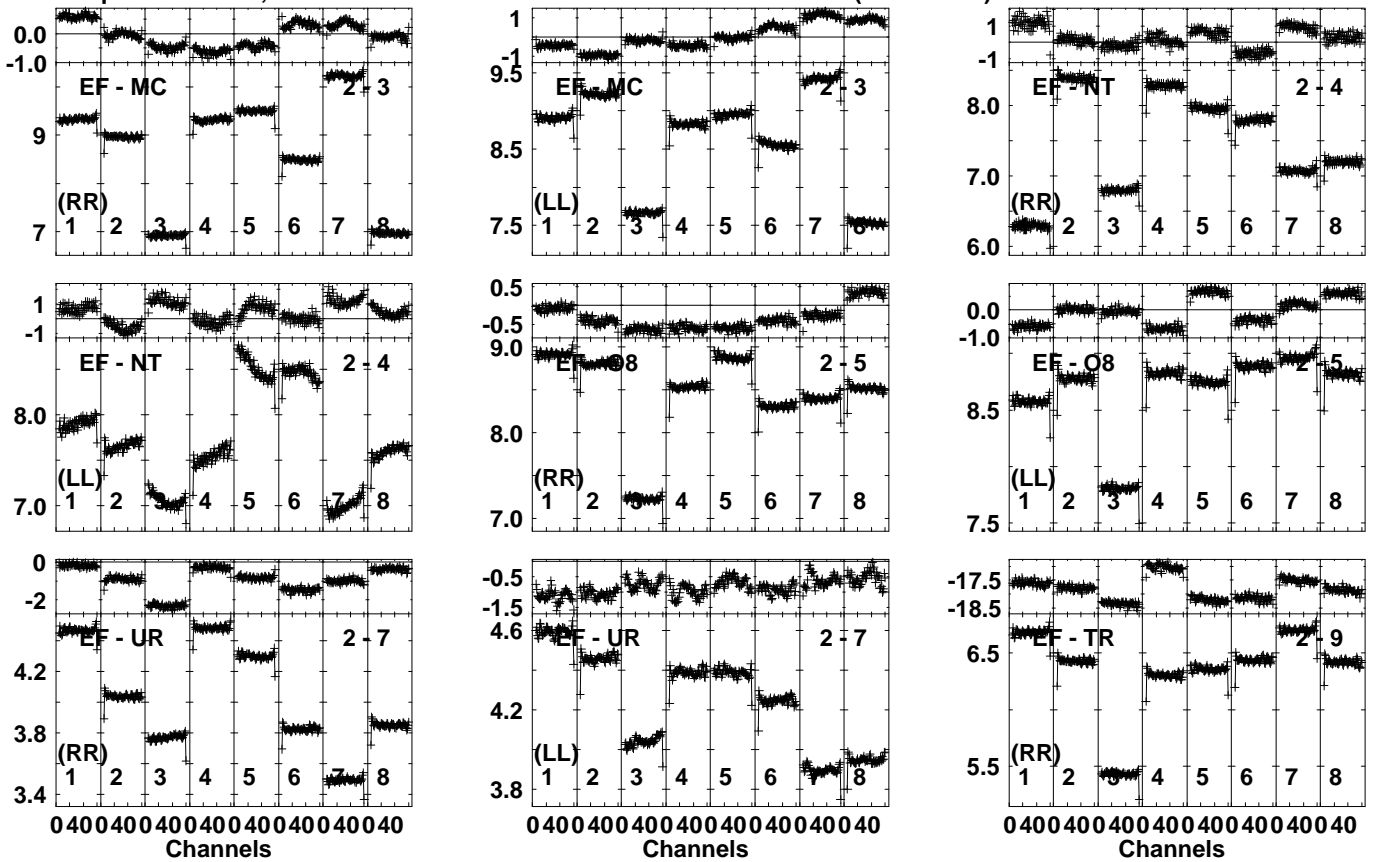 0.0
-1.0
EF - MC 2 - 3
9
(RR)
7
1 2 3 4 5 6 7 8
1
-1
9.5
EF - MC 2 - 3
8.5
(LL)
7.5
1 2 3 4 5 6 7 8
1
-1
EF - NT 2 - 4
8.0
7.0
(RR)
6.0
1 2 3 4 5 6 7 8
1
-1
EF - NT 2 - 4
8.0
(LL)
7.0
1 2 3 4 5 6 7 8
0.5
-0.5
9.0
EF - O8 2 - 5
8.0
(RR)
7.0
1 2 3 4 5 6 7 8
0.0
-1.0
EF - O8 2 - 5
8.5
(LL)
7.5
1 2 3 4 5 6 7 8
0
-2
EF - UR 2 - 7
4.2
3.8
(RR)
3.4
1 2 3 4 5 6 7 8
0 40 0 40 0 40 0 40 0 40 0 40 0 40 0 40
Channels
-0.5
-1.5
4.6
EF - UR 2 - 7
4.2
(LL)
3.8
1 2 3 4 5 6 7 8
0 40 0 40 0 40 0 40 0 40 0 40 0 40 0 40
Channels
-17.5
-18.5
EF - TR 2 - 9
6.5
(RR)
5.5
1 2 3 4 5 6 7 8
0 40 0 40 0 40 0 40 0 40 0 40 0 40 0 40
Channels